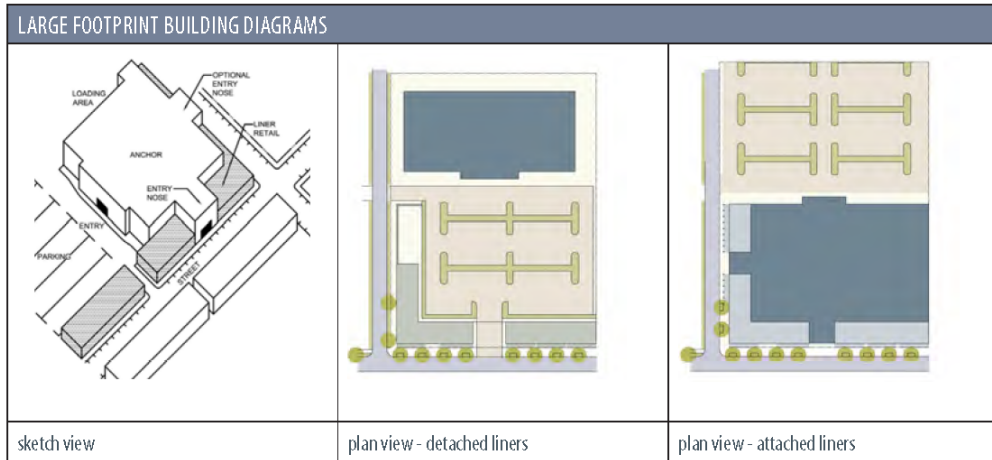 LARGE FOOTPRINT BUILDING DIAGRAMS
OPTIONAL
ENTRY
NOSE
LOADING
AREA
LINER
RETAIL
ANCHOR
ENTRY
NOSE
ENTRY
PARKING
STREET
sketch view
plan view - detached liners
plan view - attached liners